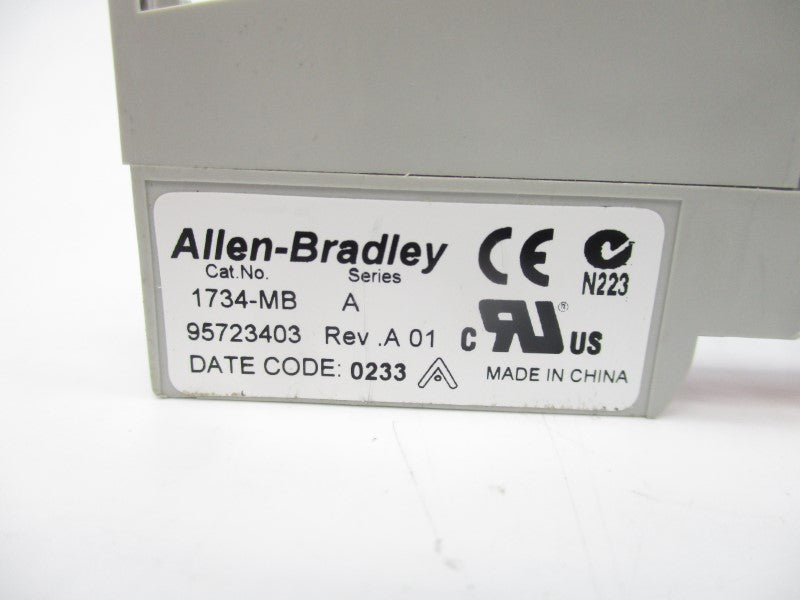 Allen-Bradley
Cat.No. Series
1734-MB A
95723403 Rev .A 01
DATE CODE: 0233
CE
N223
C UR ® US
MADE IN CHINA